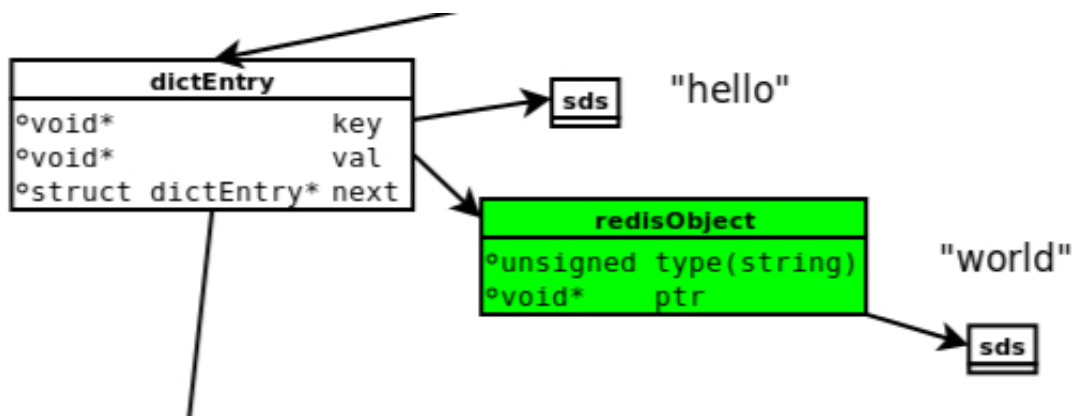 dictEntry
void* key
void* val
struct dictEntry* next
sds
"hello"
redisObject
unsigned type(string)
void* ptr
"world"
sds